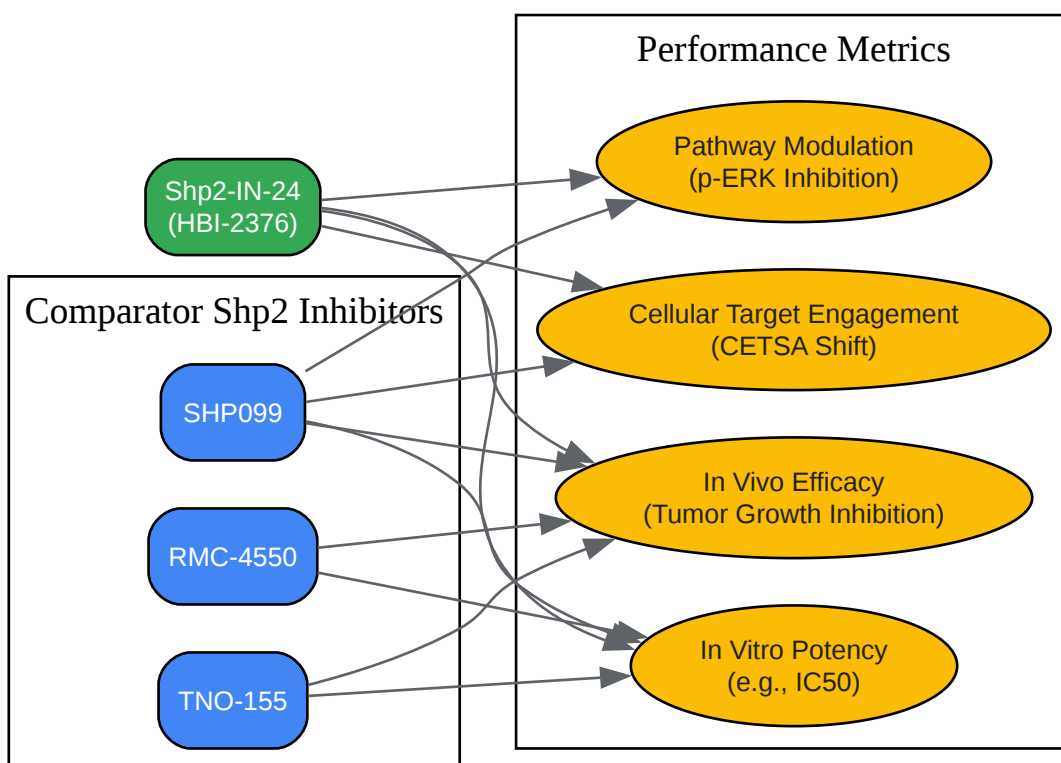 Performance Metrics
Pathway Modulation
(p-ERK Inhibition)
Shp2-IN-24
(HBI-2376)
Comparator Shp2 Inhibitors
Cellular Target Engagement
(CETSA Shift)
SHP099
In Vivo Efficacy
(Tumor Growth Inhibition)
RMC-4550
In Vitro Potency
(e.g., IC50)
TNO-155